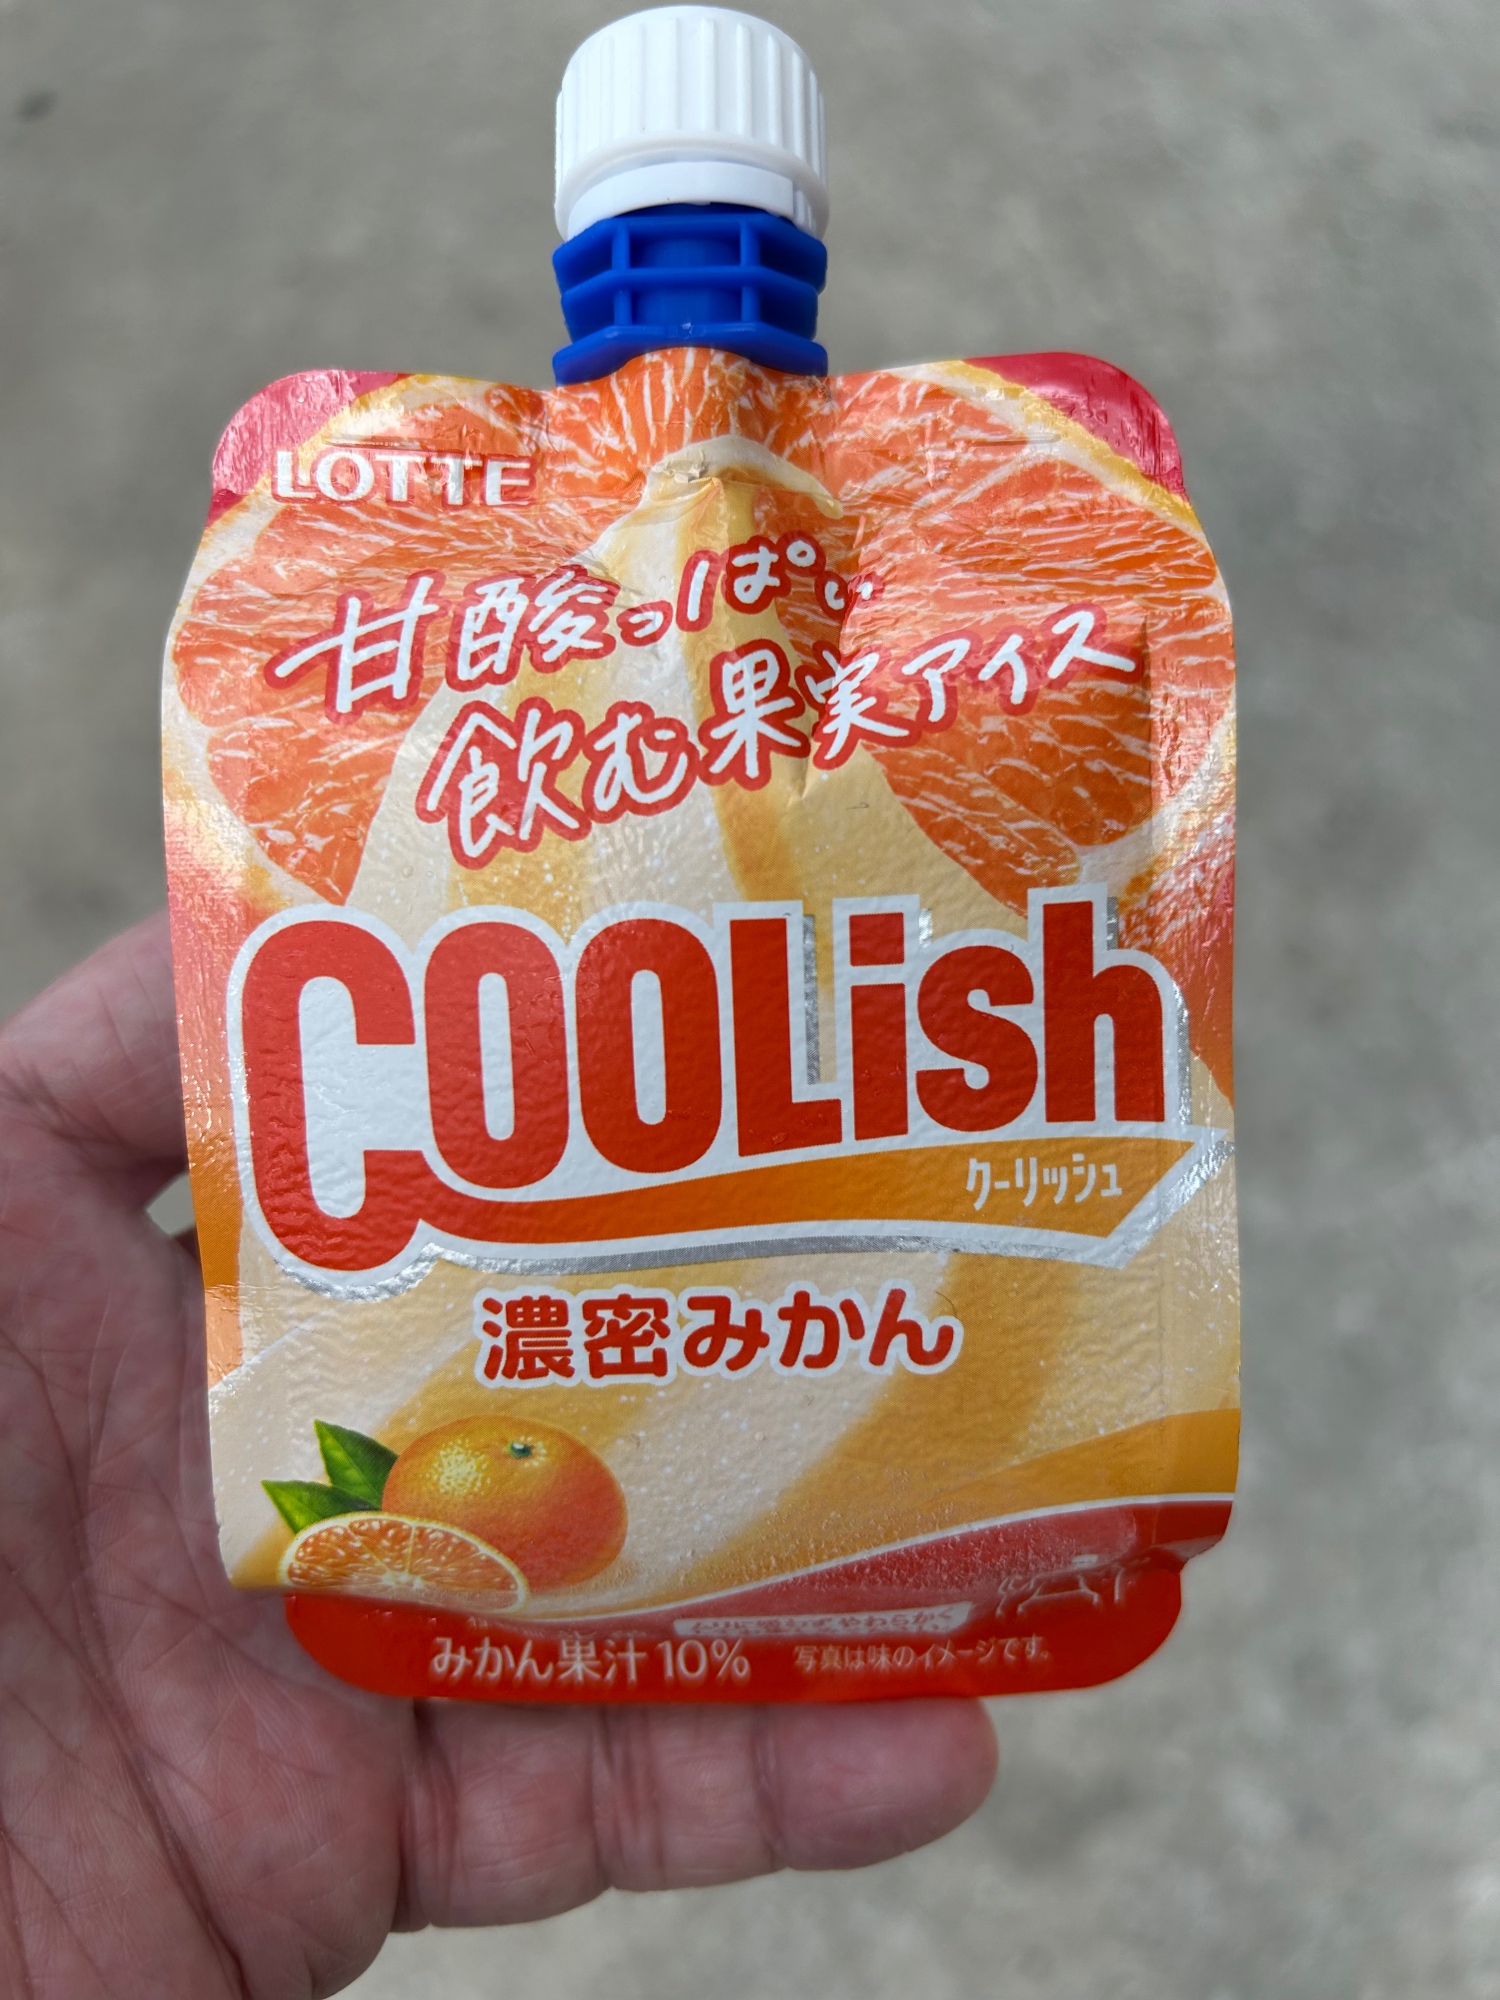 LOTTE
甘酸っぱい
飲む果実アイス
COOLish
クーリッシュ
濃密みかん
みかん果汁10% 写真は味のイメージです。